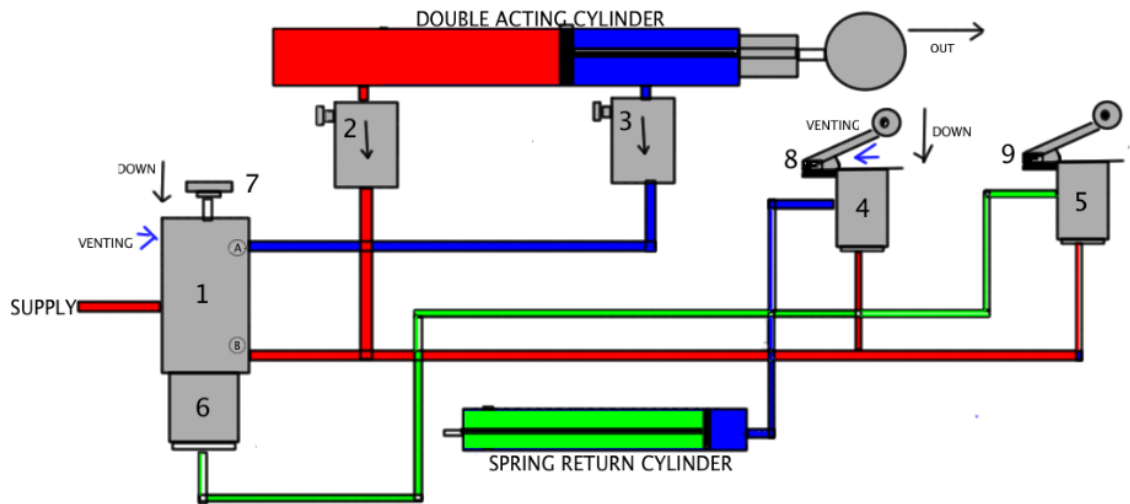 DOUBLE ACTING CYLINDER
OUT
2
3
VENTING
DOWN
8
9
DOWN
7
4
5
VENTING
A
SUPPLY
1
B
6
SPRING RETURN CYLINDER